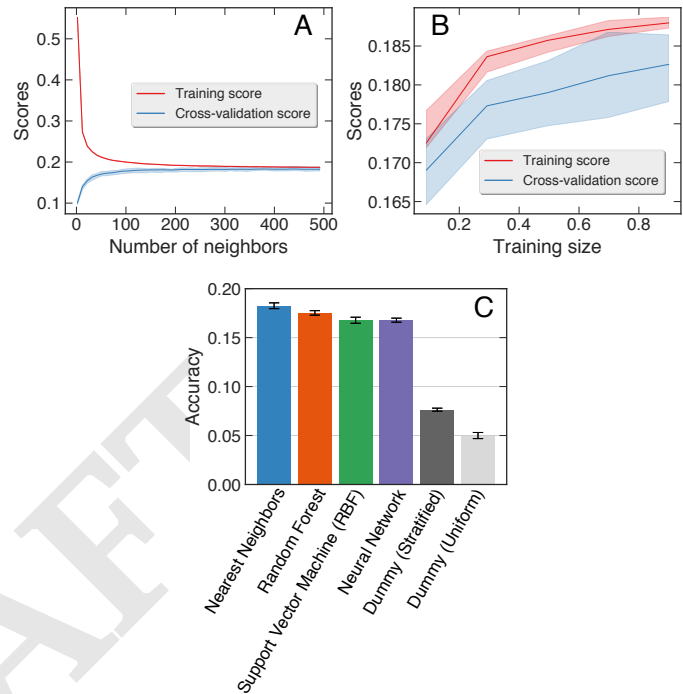 A
0.5
0.4
0.3
0.2
0.1
Scores
Training score
Cross-validation score
0 100 200 300 400 500
Number of neighbors
B
0.185
0.180
0.175
0.170
0.165
Scores
Training score
Cross-validation score
0.2 0.4 0.6 0.8
Training size
C
0.20
0.15
0.10
0.05
0.00
Accuracy
Nearest Neighbors
Random Forest
Support Vector Machine (RBF)
Neural Network
Dummy (Stratified)
Dummy (Uniform)
AFT